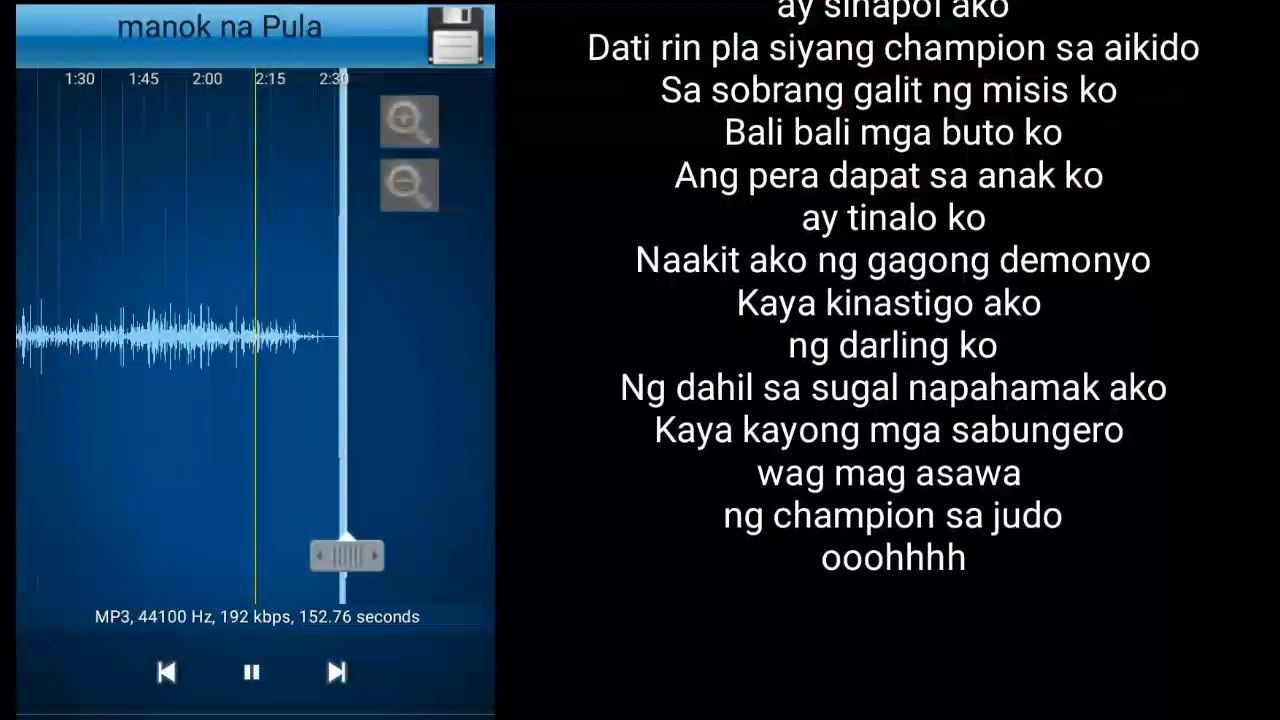 manok na Pula
1:30 1:45 2:00 2:15 2:30
MP3, 44100 Hz, 192 kbps, 152.76 seconds
ay sinapol ako
Dati rin pla siyang champion sa aikido
Sa sobrang galit ng misis ko
Bali bali mga buto ko
Ang pera dapat sa anak ko
ay tinalo ko
Naakit ako ng gagong demonyo
Kaya kinastigo ako
ng darling ko
Ng dahil sa sugal napahamak ako
Kaya kayong mga sabungero
wag mag asawa
ng champion sa judo
ooohhhh